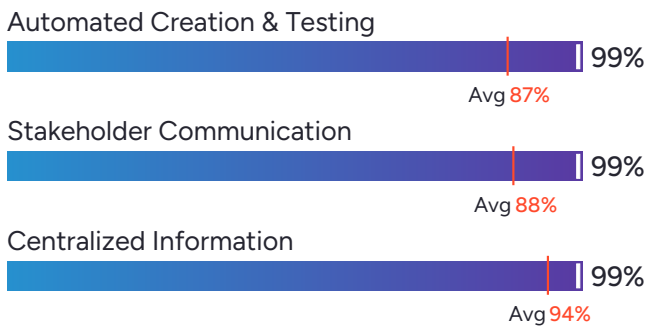 Automated Creation & Testing
99%
Avg 87%
Stakeholder Communication
99%
Avg 88%
Centralized Information
99%
Avg 94%